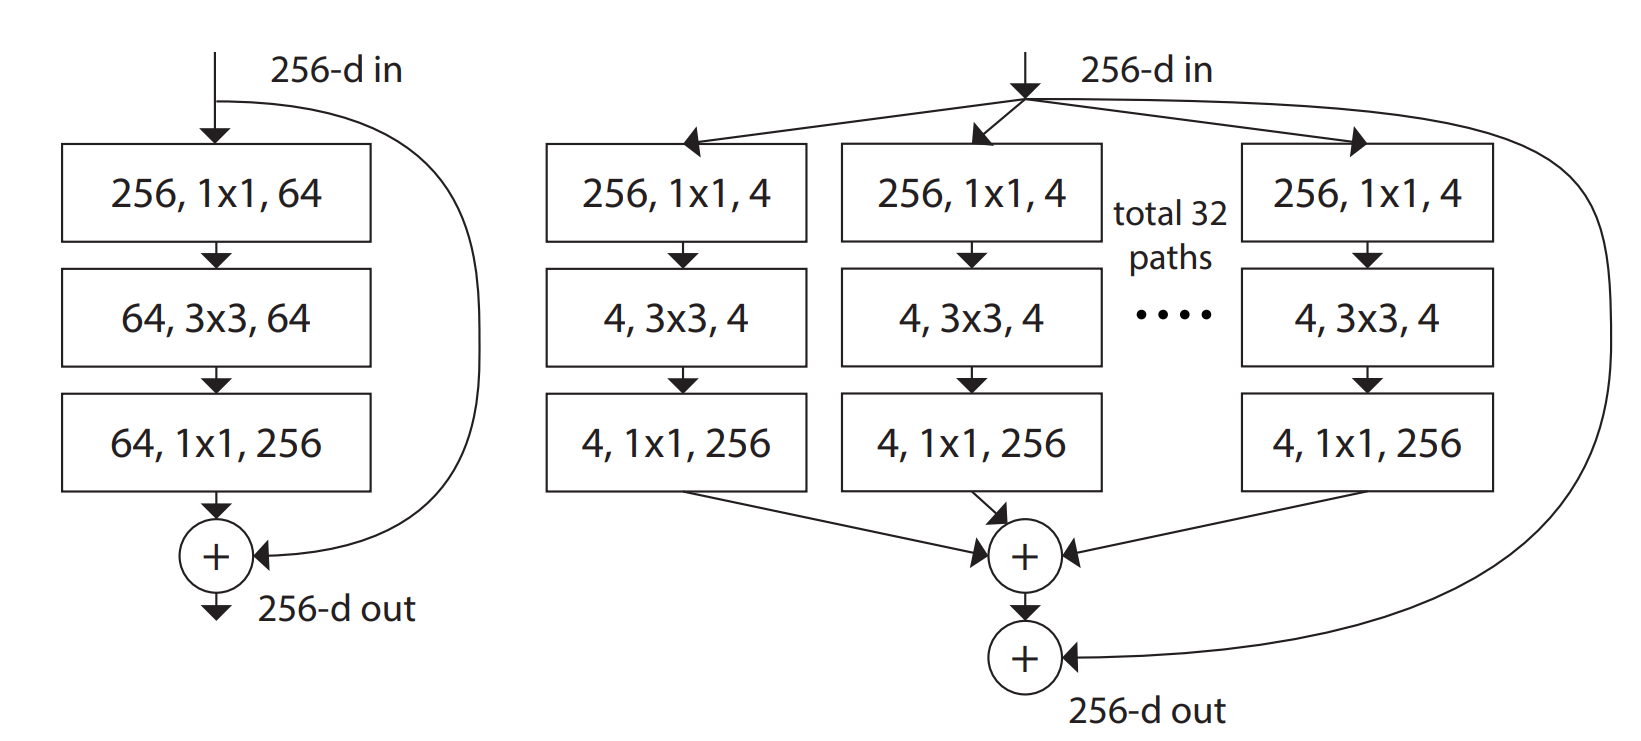 256-d in
256, 1x1, 64
64, 3x3, 64
64, 1x1, 256
+
256-d out
256-d in
256, 1x1, 4
256, 1x1, 4
total 32
paths
256, 1x1, 4
4, 3x3, 4
4, 3x3, 4
....
4, 3x3, 4
4, 1x1, 256
4, 1x1, 256
4, 1x1, 256
+
+
256-d out